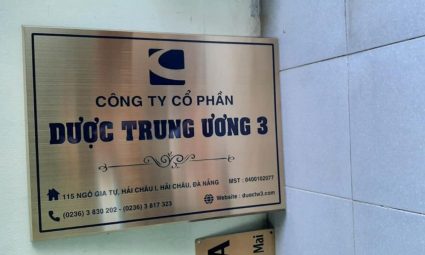 CÔNG TY CỔ PHẦN
DƯỢC TRUNG ƯƠNG 3
115 NGÔ GIA TỰ, HẢI CHÂU I, HẢI CHÂU, ĐÀ NẴNG
MST : 0400102077
(0236) 3 830 202 - (0236) 3 817 323
Website : duoctw3.com
Mai